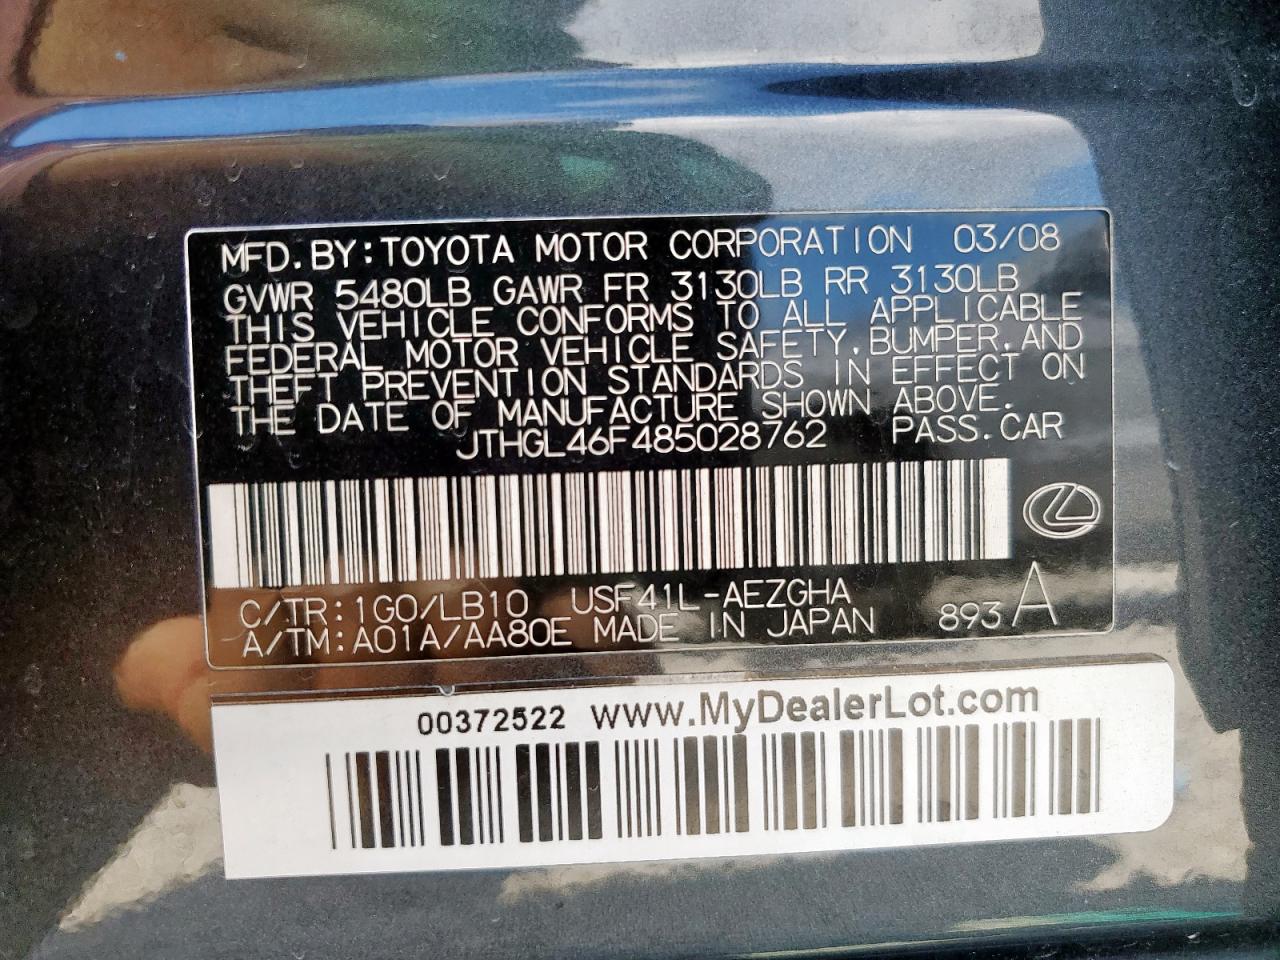 MFD. BY: TOYOTA MOTOR CORPORATION 03/08
GVWR 5480LB GAWR FR 3130LB RR 3130LB
THIS VEHICLE CONFORMS TO ALL APPLICABLE
FEDERAL MOTOR VEHICLE SAFETY, BUMPER, AND
THEFT PREVENTION STANDARDS IN EFFECT ON
THE DATE OF MANUFACTURE SHOWN ABOVE.
JTHGL46F485028762 PASS. CAR
C/TR: 1G0/LB10 USF41L-AEZGHA
A/TM: A01A/AA80E MADE IN JAPAN 893 A
00372522 www.MyDealerLot.com